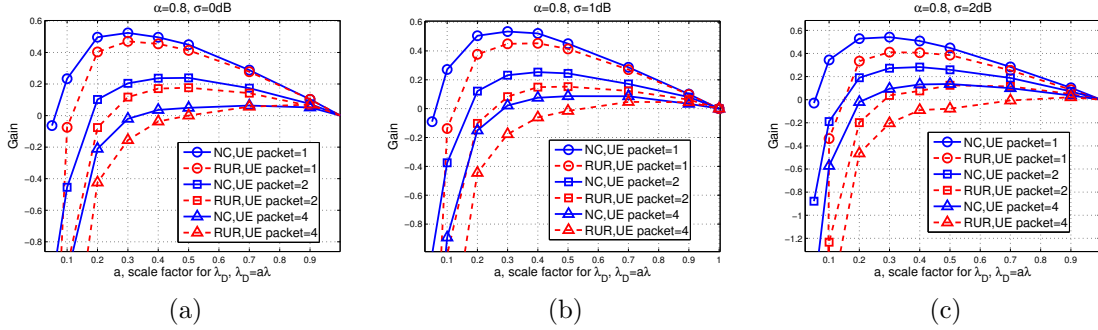 α=0.8, σ=0dB
0.6
0.4
0.2
0
−0.2
−0.4
−0.6
−0.8
Gain
0.1 0.2 0.3 0.4 0.5 0.6 0.7 0.8 0.9
a, scale factor for λD, λD=aλ
NC,UE packet=1
RUR,UE packet=1
NC,UE packet=2
RUR,UE packet=2
NC,UE packet=4
RUR,UE packet=4
(a)
α=0.8, σ=1dB
0.6
0.4
0.2
0
−0.2
−0.4
−0.6
−0.8
Gain
0.1 0.2 0.3 0.4 0.5 0.6 0.7 0.8 0.9 1
a, scale factor for λD, λD=aλ
NC,UE packet=1
RUR,UE packet=1
NC,UE packet=2
RUR,UE packet=2
NC,UE packet=4
RUR,UE packet=4
(b)
α=0.8, σ=2dB
0.6
0.4
0.2
0
−0.2
−0.4
−0.6
−0.8
−1
−1.2
Gain
0.1 0.2 0.3 0.4 0.5 0.6 0.7 0.8 0.9
a, scale factor for λD, λD=aλ
NC,UE packet=1
RUR,UE packet=1
NC,UE packet=2
RUR,UE packet=2
NC,UE packet=4
RUR,UE packet=4
(c)